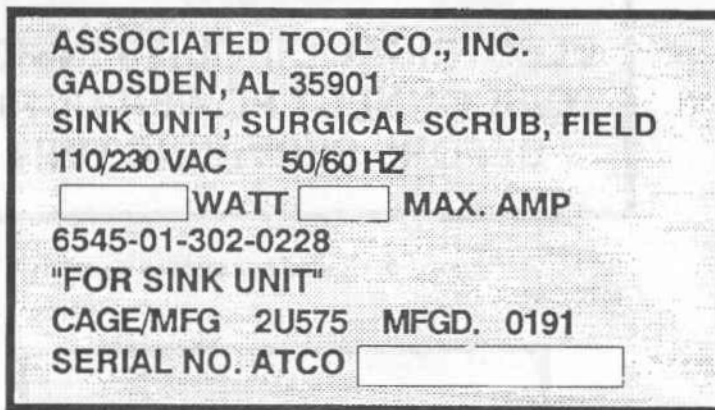 ASSOCIATED TOOL CO., INC.
GADSDEN, AL 35901
SINK UNIT, SURGICAL SCRUB, FIELD
110/230 VAC 50/60 HZ
WATT MAX. AMP
6545-01-302-0228
"FOR SINK UNIT"
CAGE/MFG 2U575 MFGD. 0191
SERIAL NO. ATCO